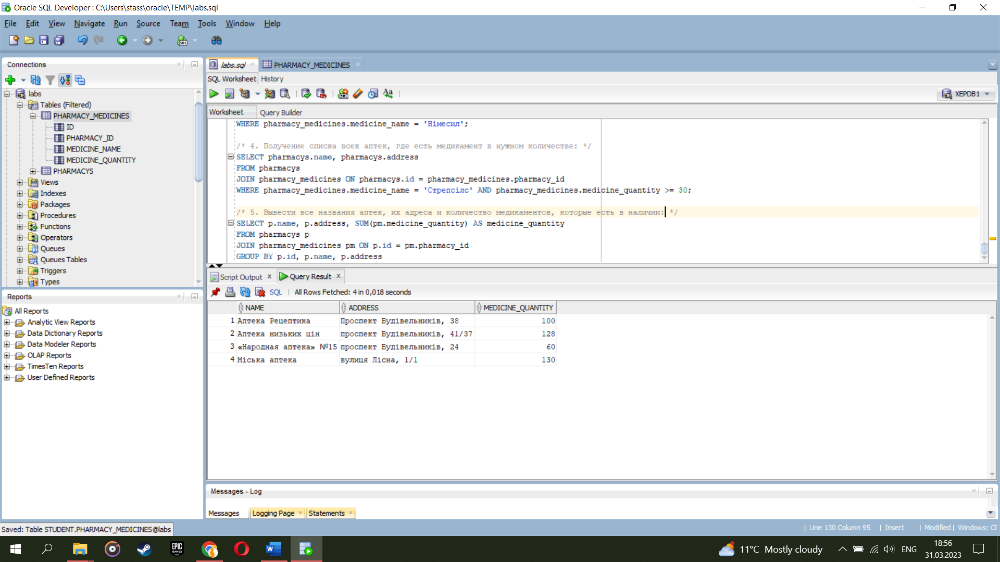 Oracle SQL Developer : C:\Users\stass\oracle\TEMP\labs.sql
File Edit View Navigate Run Source Team Tools Window Help
Connections
labs
Tables (Filtered)
PHARMACY_MEDICINES
ID
PHARMACY_ID
MEDICINE_NAME
MEDICINE_QUANTITY
PHARMACYS
Views
Indexes
Packages
Procedures
Functions
Operators
Queues
Queues Tables
Triggers
Types
Reports
All Reports
Analytic View Reports
Data Dictionary Reports
Data Modeler Reports
OLAP Reports
TimesTen Reports
User Defined Reports
labs.sql PHARMACY_MEDICINES
SQL Worksheet History
XEPDB1
Worksheet Query Builder
WHERE pharmacy_medicines.medicine_name = 'Німесил';
/* 4. Получение списка всех аптек, где есть медикамент в нужном количестве: */
SELECT pharmacys.name, pharmacys.address
FROM pharmacys
JOIN pharmacy_medicines ON pharmacys.id = pharmacy_medicines.pharmacy_id
WHERE pharmacy_medicines.medicine_name = 'Стрепсілс' AND pharmacy_medicines.medicine_quantity >= 30;
/* 5. Вывести все названия аптек, их адреса и количество медикаментов, которые есть в наличии: */
SELECT p.name, p.address, SUM(pm.medicine_quantity) AS medicine_quantity
FROM pharmacys p
JOIN pharmacy_medicines pm ON p.id = pm.pharmacy_id
GROUP BY p.id, p.name, p.address
Script Output x Query Result x
SQL | All Rows Fetched: 4 in 0,018 seconds
NAME ADDRESS MEDICINE_QUANTITY
1 Аптека Рецептика Проспект Будівельників, 38 100
2 Аптека низьких цін проспект Будівельників, 41/37 128
3 «Народная аптека» №15 проспект Будівельників, 24 60
4 Міська аптека вулиця Лісна, 1/1 130
Messages - Log
Messages Logging Page Statements
Saved: Table STUDENT.PHARMACY_MEDICINES@labs
| Line 130 Column 95 | Insert | Modified | Windows:
EPIC GAMES
11°C Mostly cloudy
ENG
18:56
31.03.2023